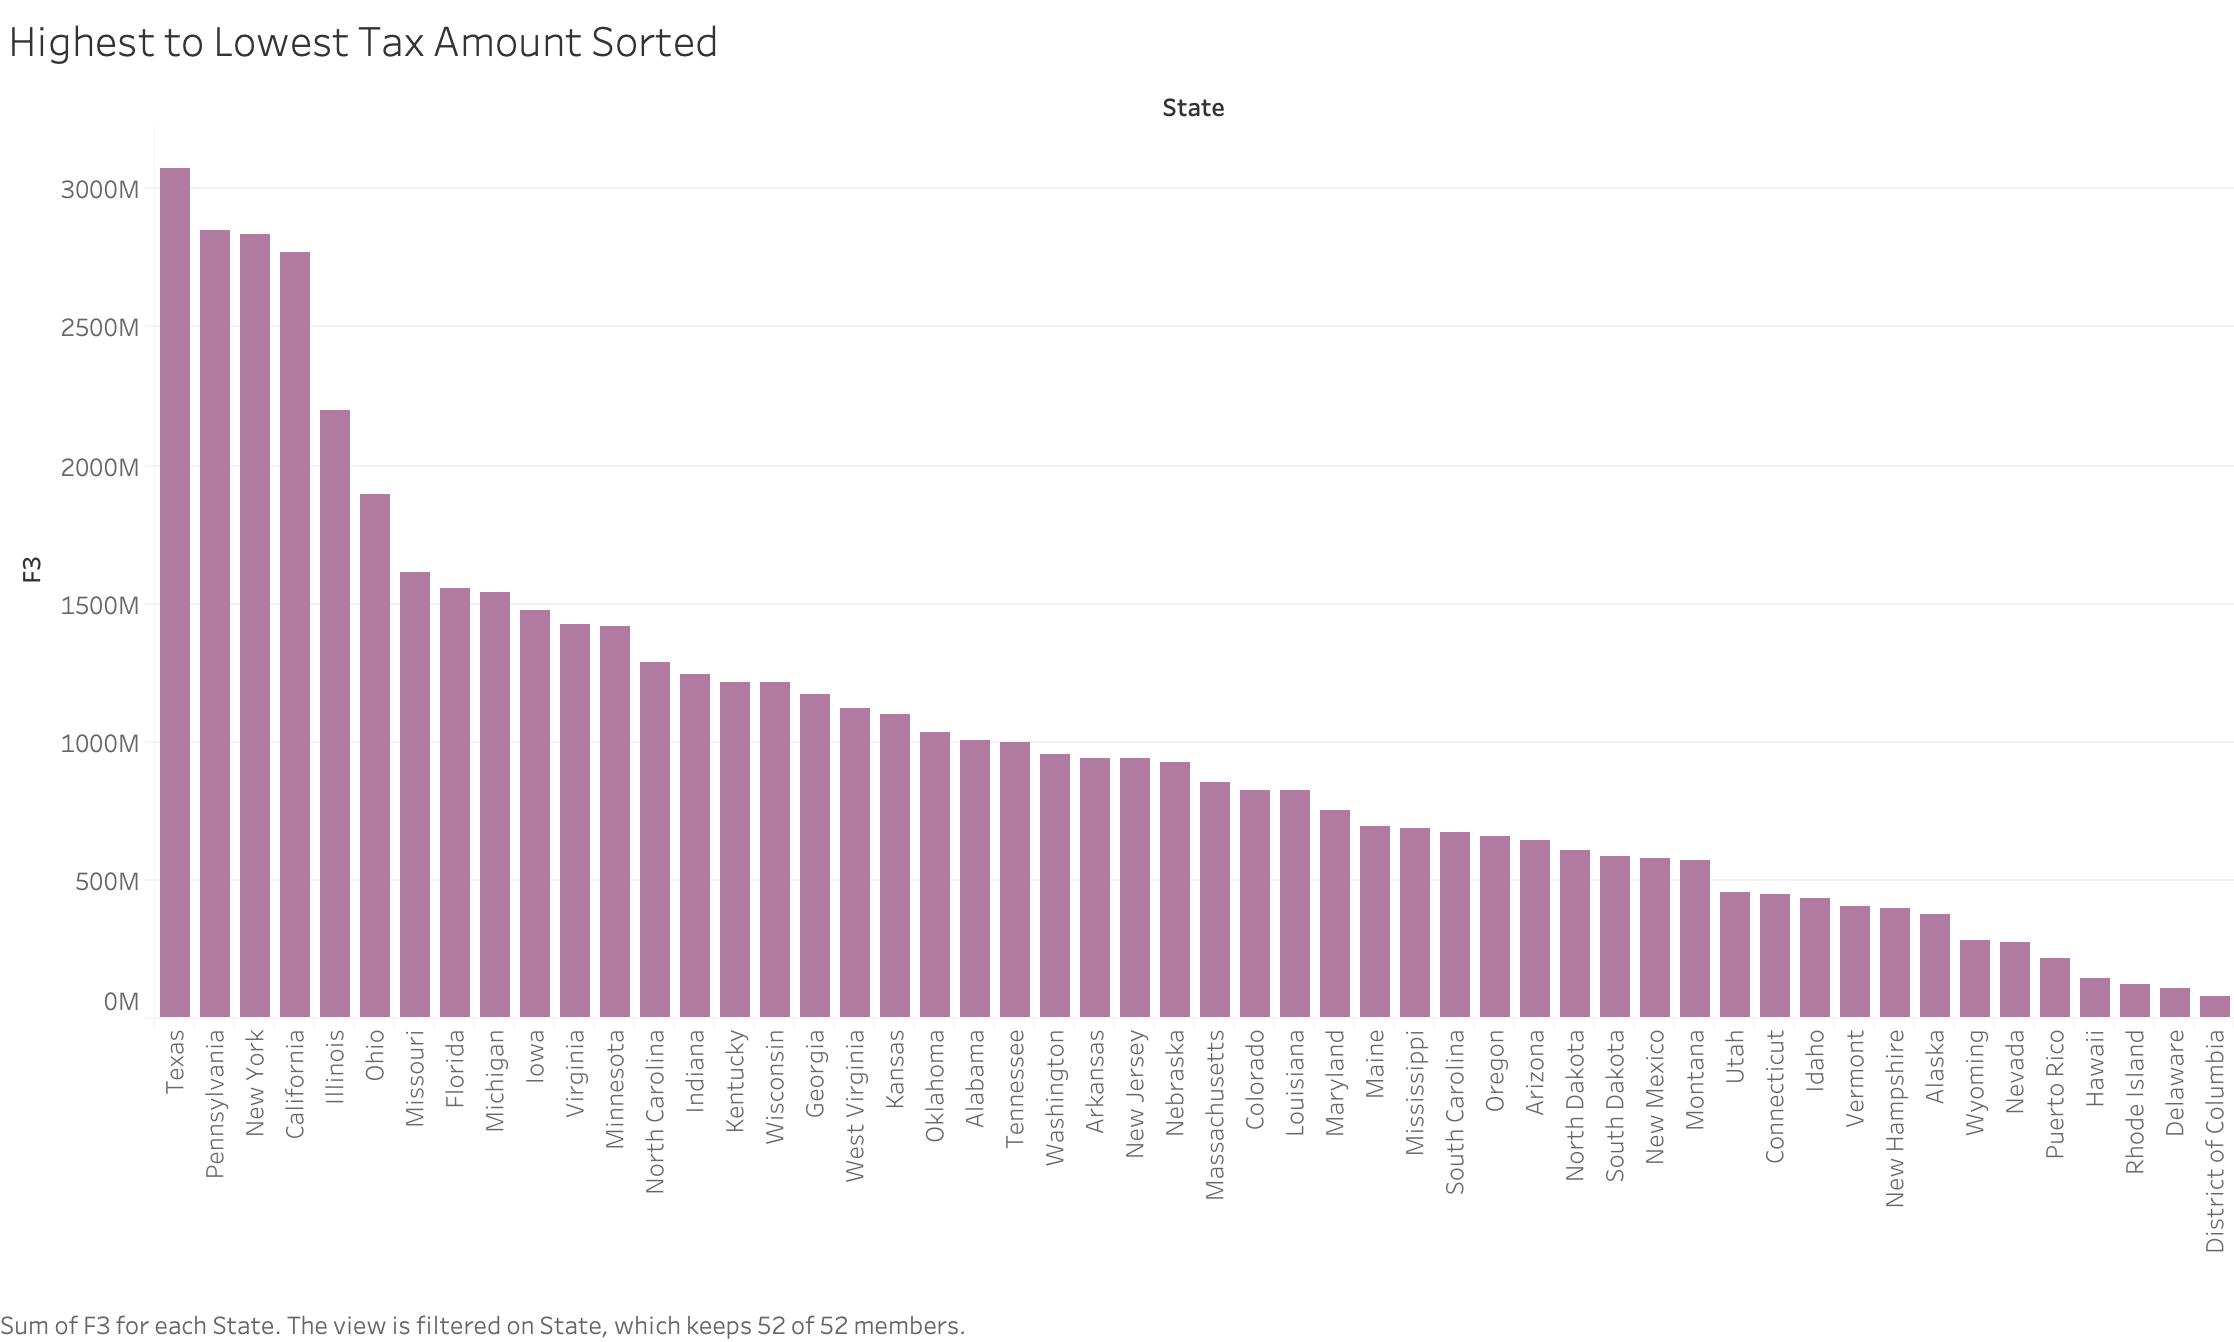 Highest to Lowest Tax Amount Sorted
State
F3
3000M
2500M
2000M
1500M
1000M
500M
0M
Texas
Pennsylvania
New York
California
Illinois
Ohio
Missouri
Florida
Michigan
Iowa
Virginia
Minnesota
North Carolina
Indiana
Kentucky
Wisconsin
Georgia
West Virginia
Kansas
Oklahoma
Alabama
Tennessee
Washington
Arkansas
New Jersey
Nebraska
Massachusetts
Colorado
Louisiana
Maryland
Maine
Mississippi
South Carolina
Oregon
Arizona
North Dakota
South Dakota
New Mexico
Montana
Utah
Connecticut
Idaho
Vermont
New Hampshire
Alaska
Wyoming
Nevada
Puerto Rico
Hawaii
Rhode Island
Delaware
District of Columbia
Sum of F3 for each State. The view is filtered on State, which keeps 52 of 52 members.